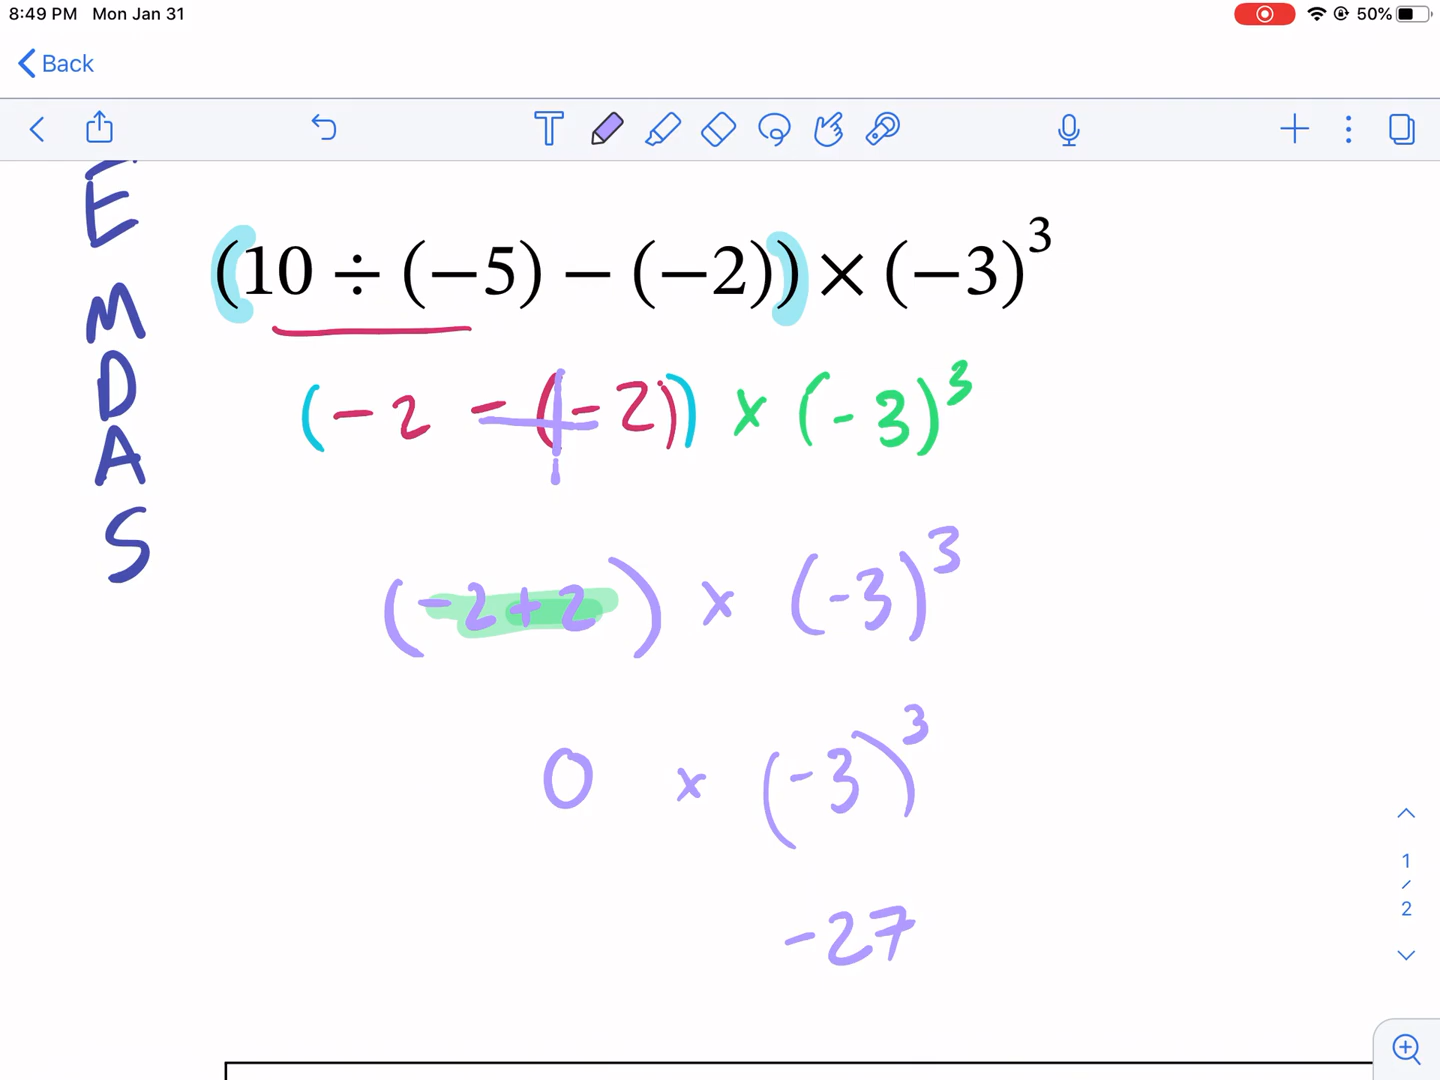 8:49 PM Mon Jan 31 50%
Back
T
E
M
D
A
S
(10 ÷ (−5) − (−2)) × (−3)³
(-2 - (-2)) × (-3)³
(-2+2) × (-3)³
0 × (-3)³
-27
1
/
2